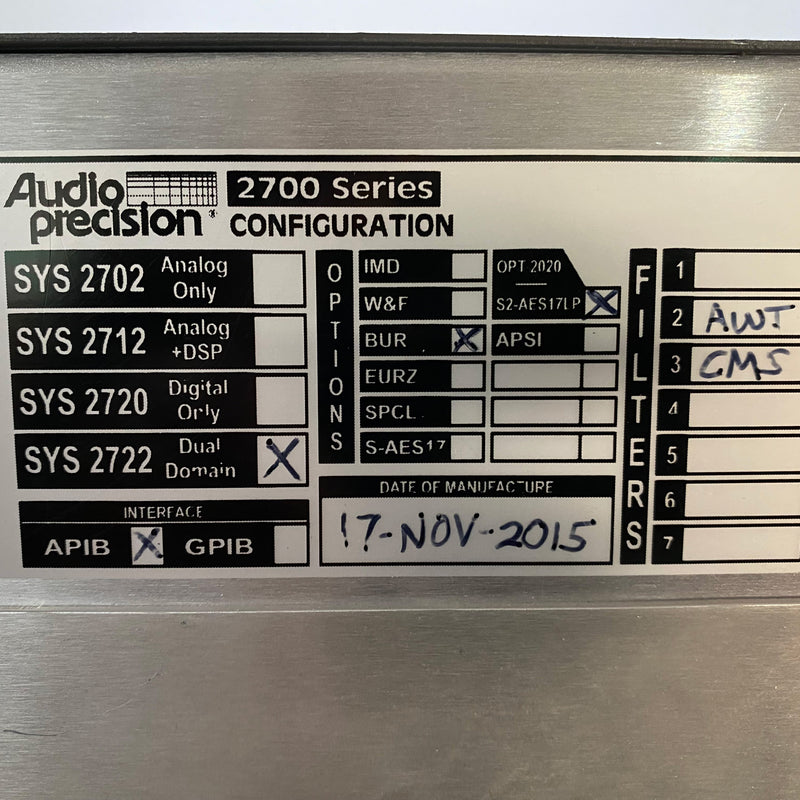 Audio precision® 2700 Series
CONFIGURATION
SYS 2702 Analog Only
SYS 2712 Analog +DSP
SYS 2720 Digital Only
SYS 2722 Dual Domain X
INTERFACE
APIB X GPIB
OPTIONS
IMD
W&F
BUR X
EURZ
SPCL
S-AES17
OPT 2020
S2-AES17LP X
APSI
DATE OF MANUFACTURE
17-NOV-2015
FILTERS
1
2 AWT
3 CMS
4
5
6
7